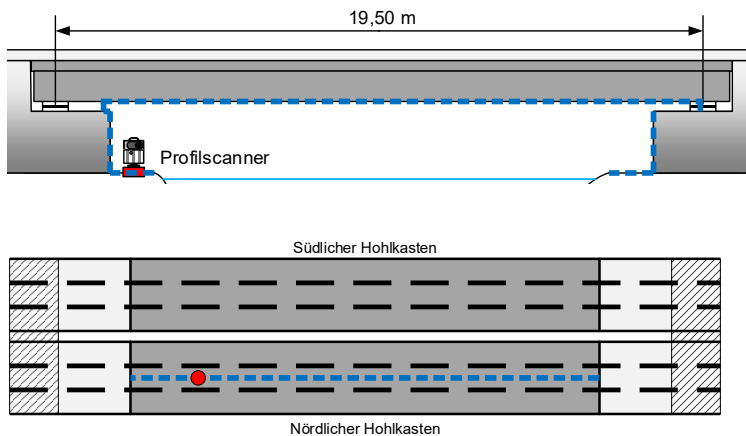 19,50 m
Profilscanner
Südlicher Hohlkasten
Nördlicher Hohlkasten